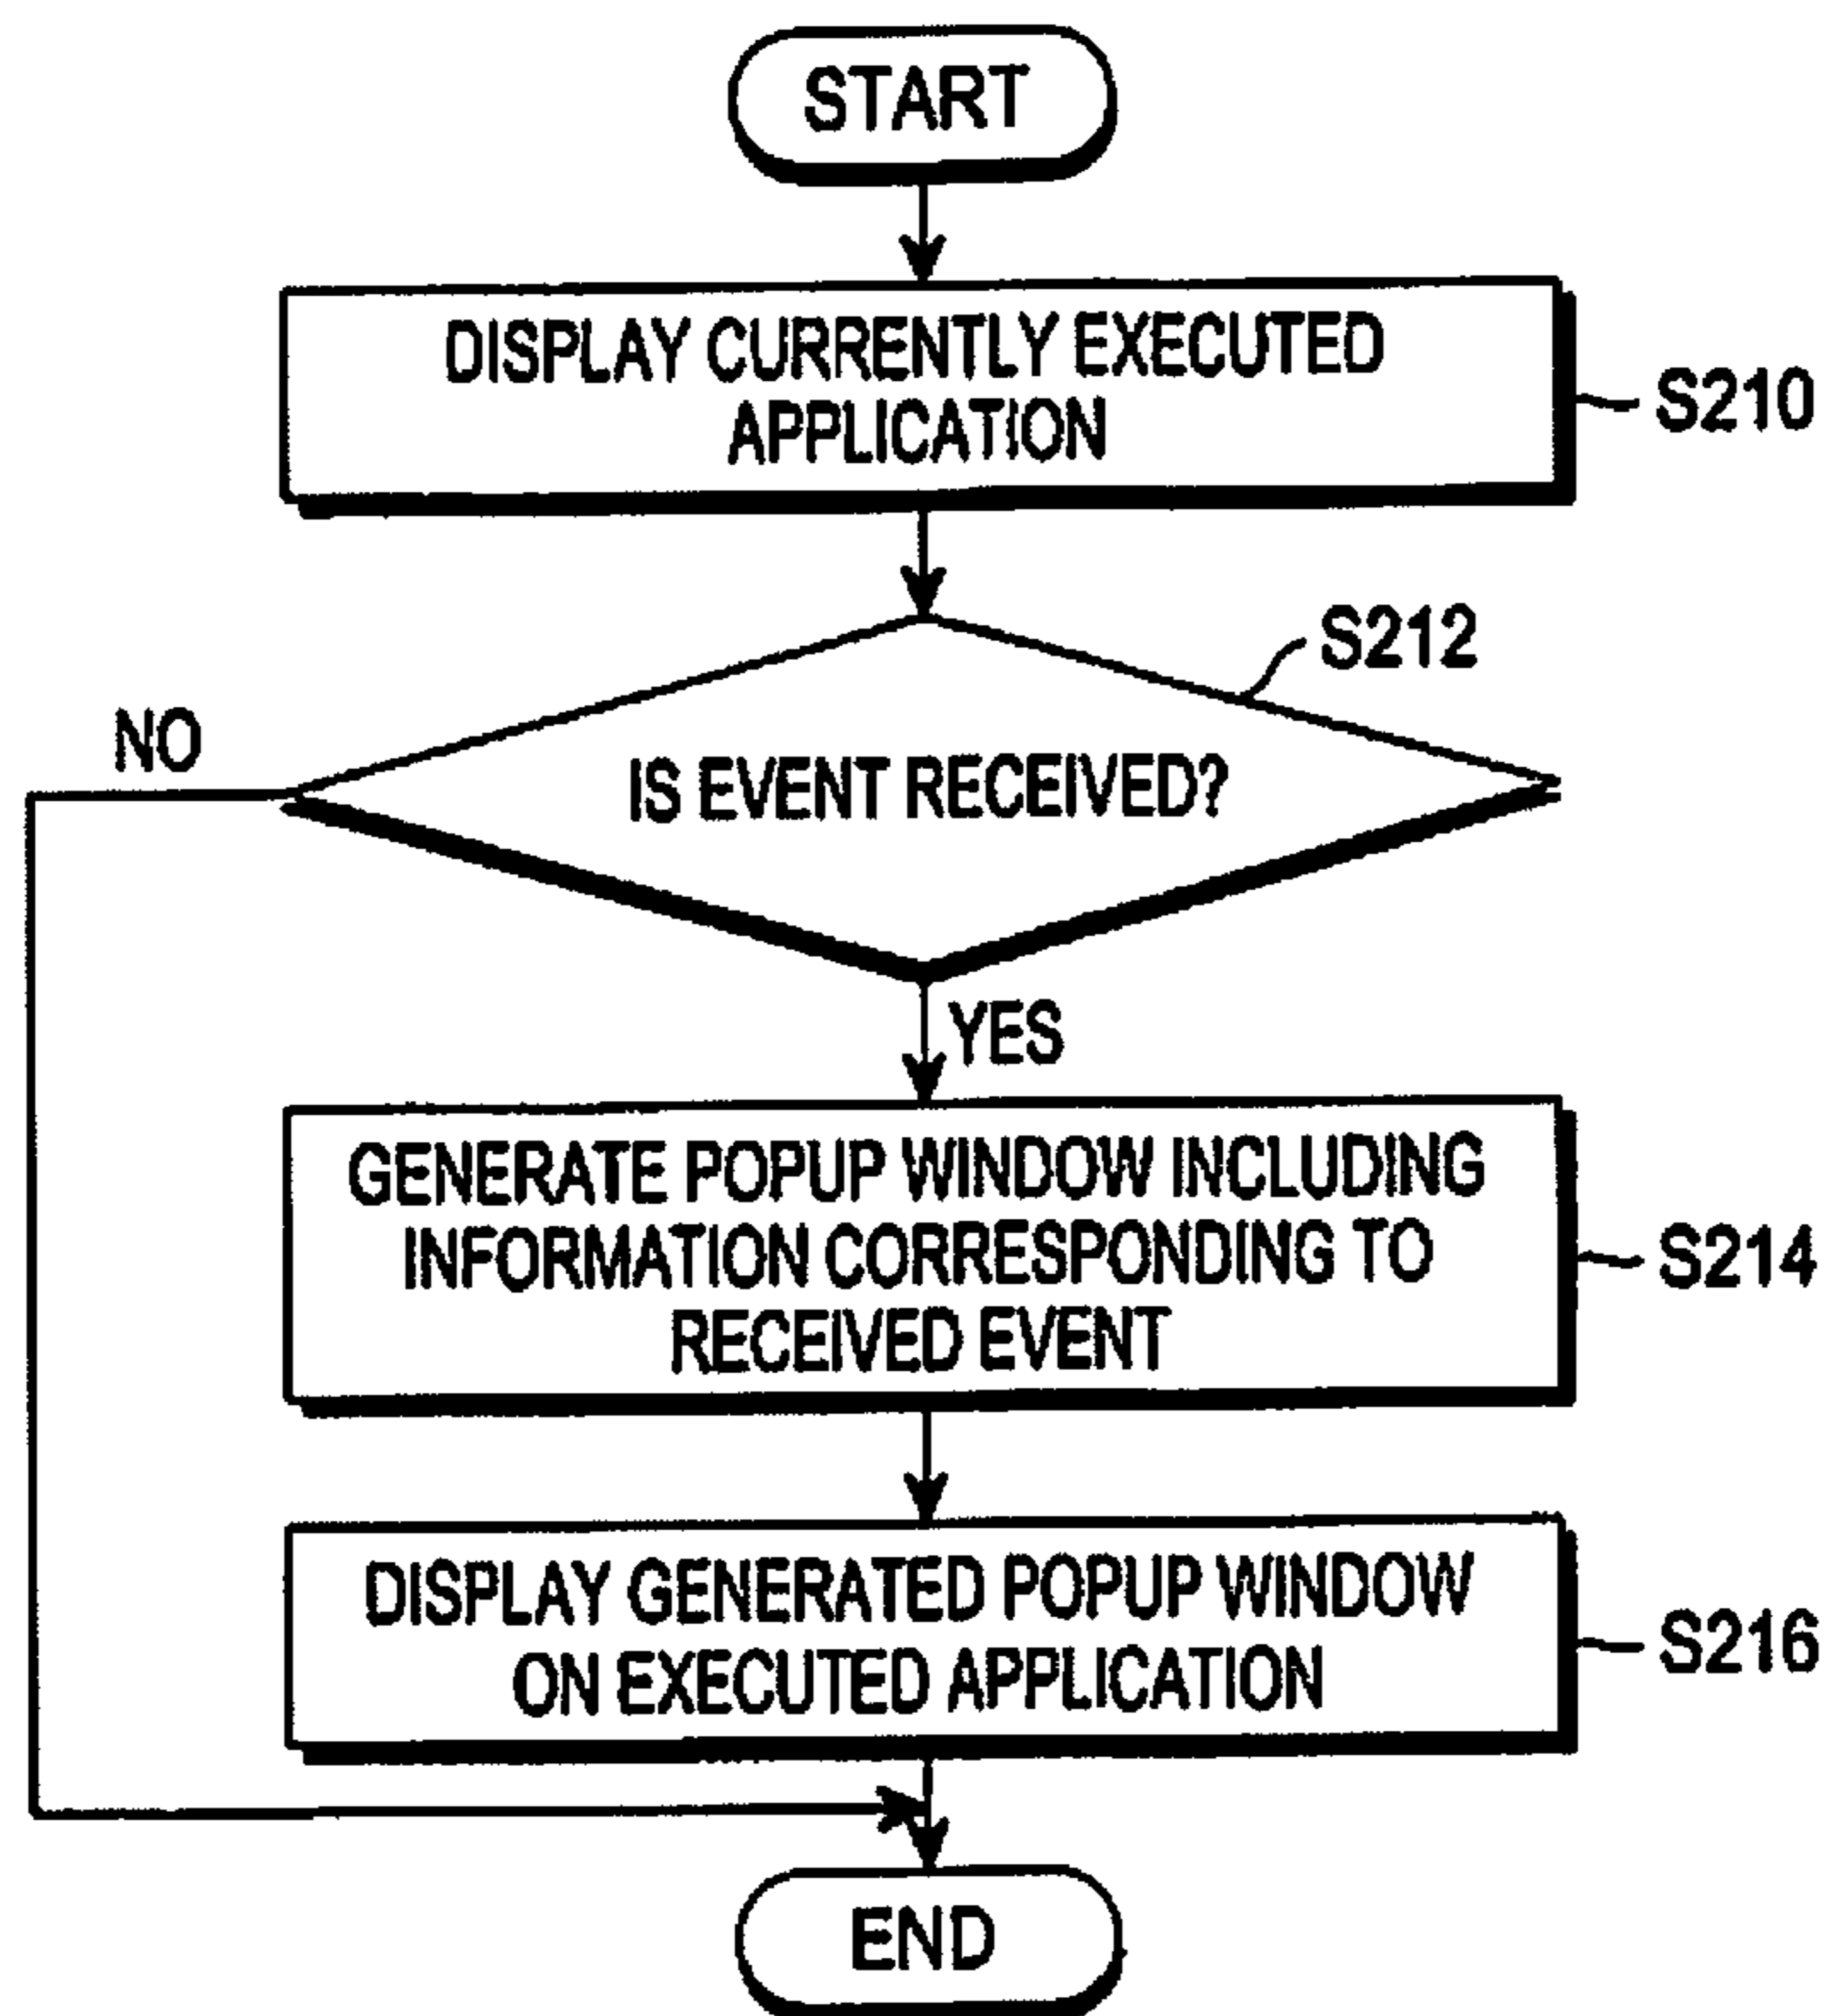 START
DISPLAY CURRENTLY EXECUTED
APPLICATION
S210
S212
NO
IS EVENT RECEIVED?
YES
GENERATE POPUP WINDOW INCLUDING
INFORMATION CORRESPONDING TO
RECEIVED EVENT
S214
DISPLAY GENERATED POPUP WINDOW
ON EXECUTED APPLICATION
S216
END